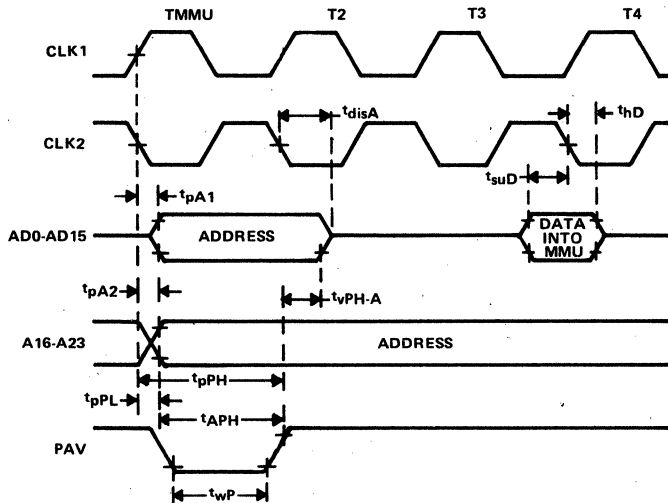 TMMU T2 T3 T4
CLK1
tdisA thD
CLK2
tsuD
tpA1
AD0-AD15 ADDRESS DATA INTO MMU
tpA2 tvPH-A
A16-A23 ADDRESS
tpPH
tpPL tAPH
PAV
twP